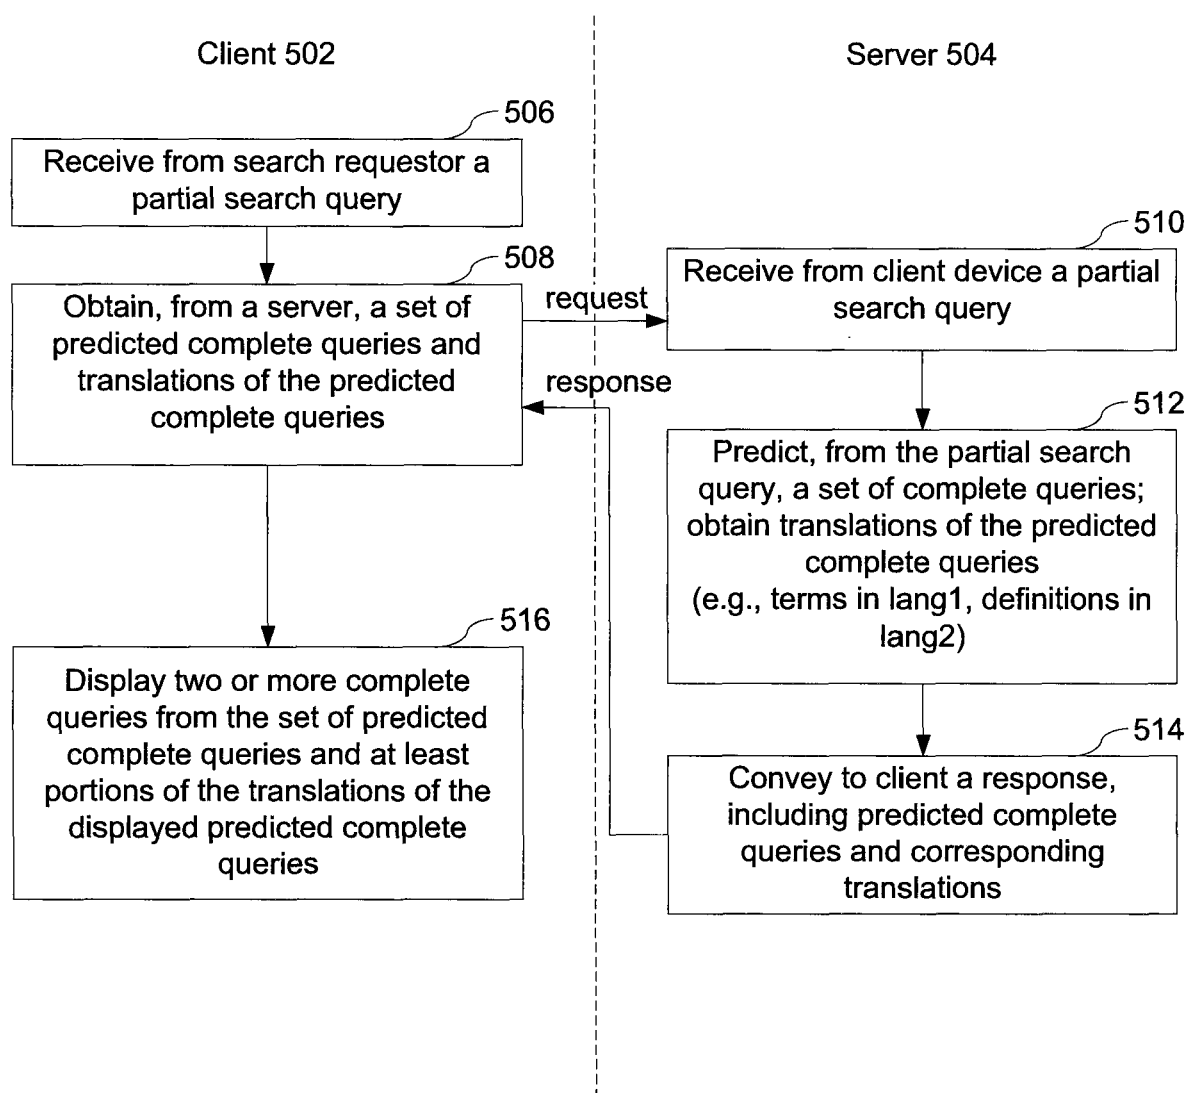 Client 502
Server 504
506
Receive from search requestor a
partial search query
508
Obtain, from a server, a set of
predicted complete queries and
translations of the predicted
complete queries
request
response
510
Receive from client device a partial
search query
512
Predict, from the partial search
query, a set of complete queries;
obtain translations of the predicted
complete queries
(e.g., terms in lang1, definitions in
lang2)
514
Convey to client a response,
including predicted complete
queries and corresponding
translations
516
Display two or more complete
queries from the set of predicted
complete queries and at least
portions of the translations of the
displayed predicted complete
queries